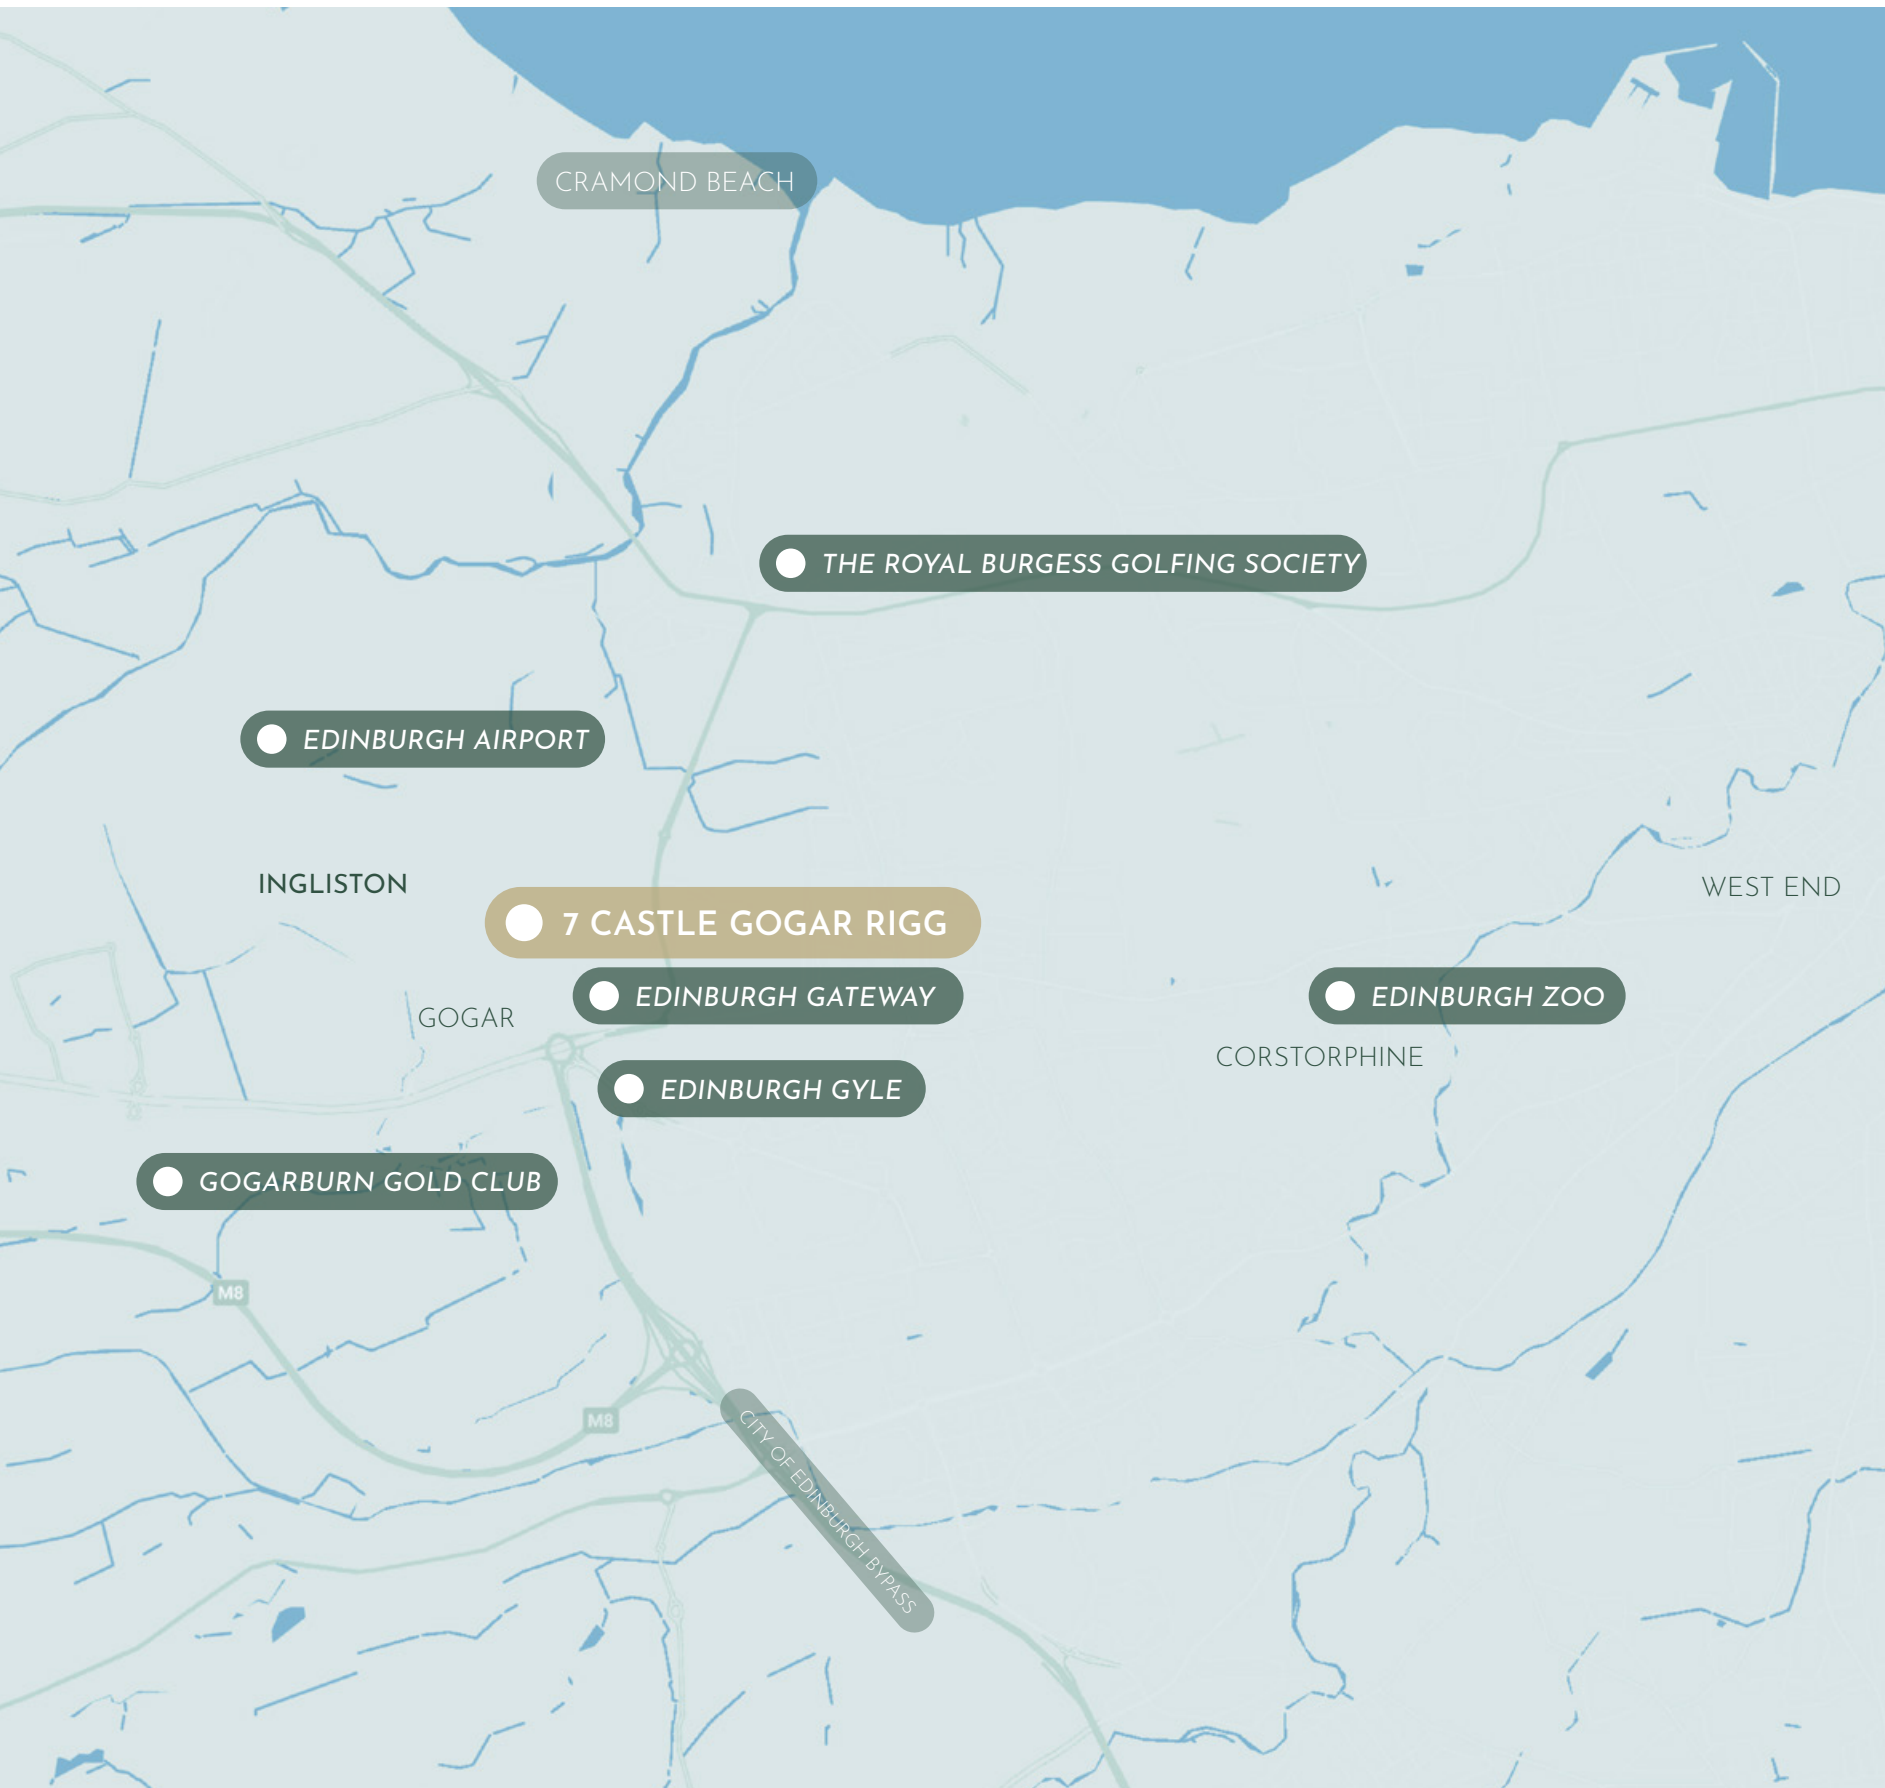 CRAMOND BEACH
THE ROYAL BURGESS GOLFING SOCIETY
EDINBURGH AIRPORT
INGLISTON
WEST END
7 CASTLE GOGAR RIGG
EDINBURGH GATEWAY
EDINBURGH ZOO
GOGAR
CORSTORPHINE
EDINBURGH GYLE
GOGARBURN GOLD CLUB
M8
M8
CITY OF EDINBURGH BYPASS